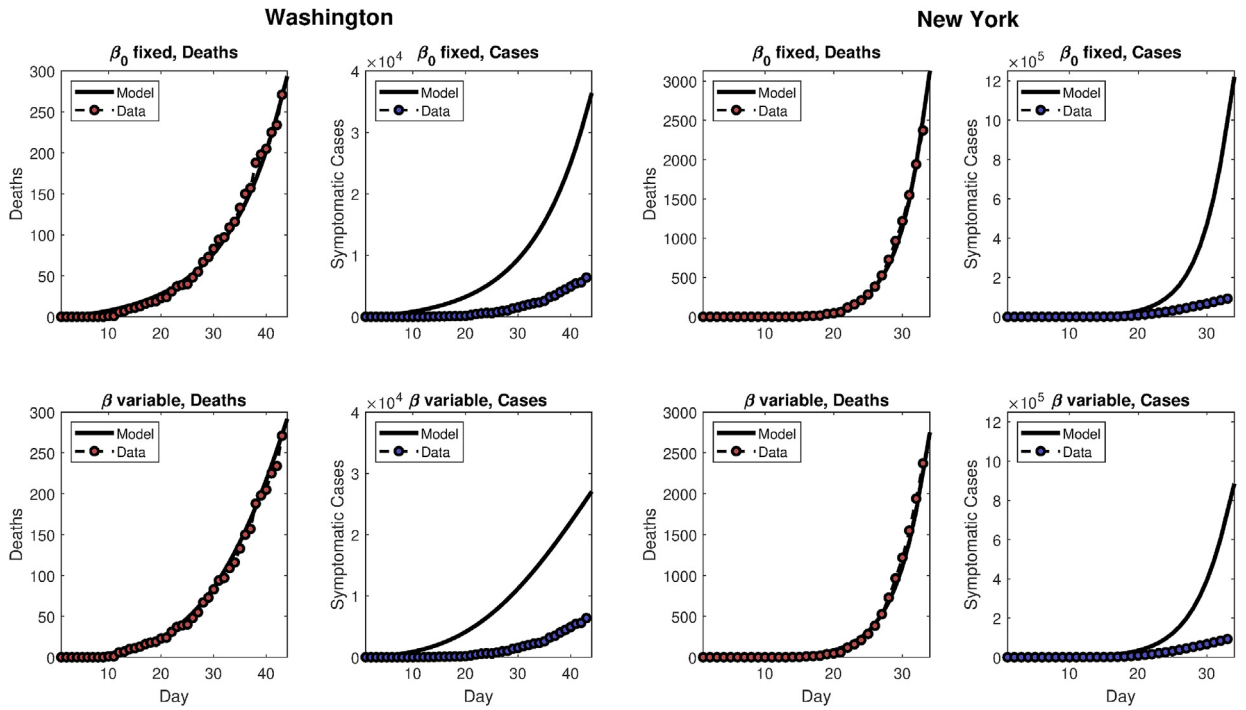 Washington
New York
β0 fixed, Deaths
300
250
200
150
100
50
0
10
20
30
40
Deaths
Model
Data
β0 fixed, Cases
×10^4
4
3
2
1
0
10
20
30
40
Symptomatic Cases
Model
Data
β0 fixed, Deaths
3000
2500
2000
1500
1000
500
0
10
20
30
Deaths
Model
Data
β0 fixed, Cases
×10^5
12
10
8
6
4
2
0
10
20
30
Symptomatic Cases
Model
Data
β variable, Deaths
300
250
200
150
100
50
0
10
20
30
40
Deaths
Day
Model
Data
β variable, Cases
×10^4
4
3
2
1
0
10
20
30
40
Symptomatic Cases
Day
Model
Data
β variable, Deaths
3000
2500
2000
1500
1000
500
0
10
20
30
Deaths
Day
Model
Data
β variable, Cases
×10^5
12
10
8
6
4
2
0
10
20
30
Symptomatic Cases
Day
Model
Data